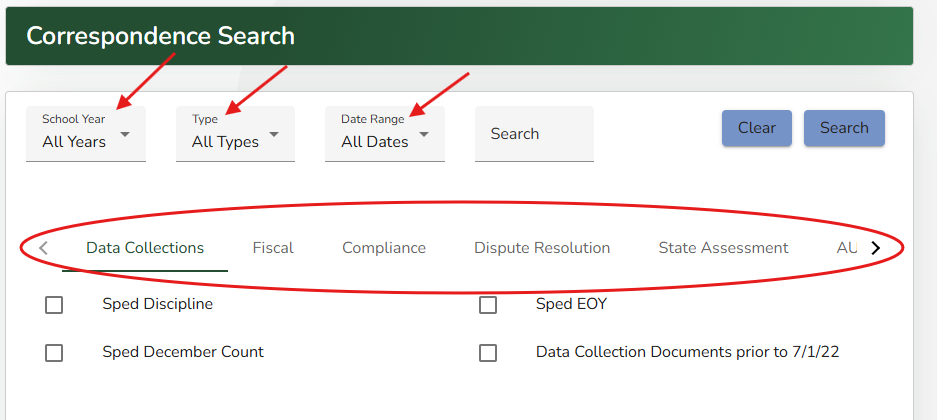 Correspondence Search
School Year Type Date Range
All Years All Types All Dates Search Clear Search
Data Collections Fiscal Compliance Dispute Resolution State Assessment AU
Sped Discipline Sped EOY
Sped December Count Data Collection Documents prior to 7/1/22